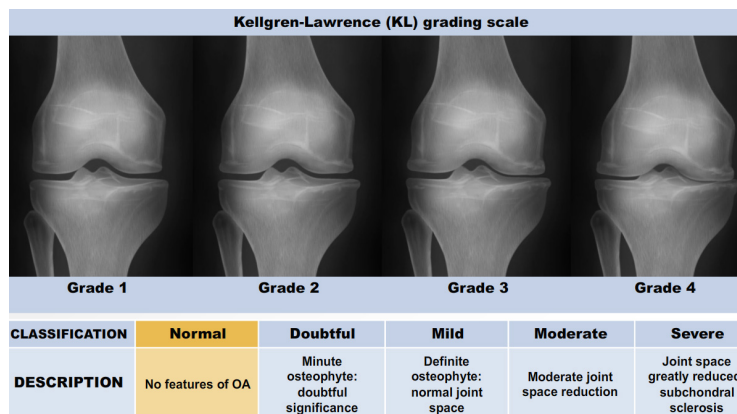 Kellgren-Lawrence (KL) grading scale
Grade 1
Grade 2
Grade 3
Grade 4
CLASSIFICATION
Normal
Doubtful
Mild
Moderate
Severe
DESCRIPTION
No features of OA
Minute
osteophyte:
doubtful
significance
Definite
osteophyte:
normal joint
space
Moderate joint
space reduction
Joint space
greatly reduced:
subchondral
sclerosis